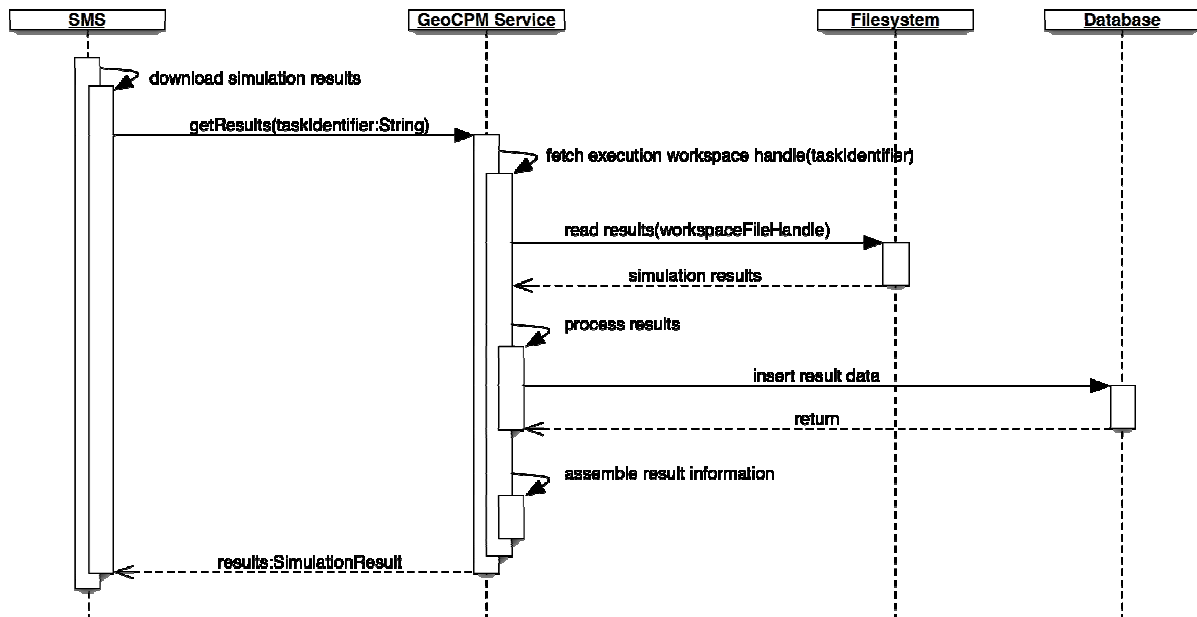 SMS
GeoCPM Service
Filesystem
Database
download simulation results
getResults(taskIdentifier:String)
fetch execution workspace handle(taskIdentifier)
read results(workspaceFileHandle)
simulation results
process results
insert result data
return
assemble result information
results:SimulationResult